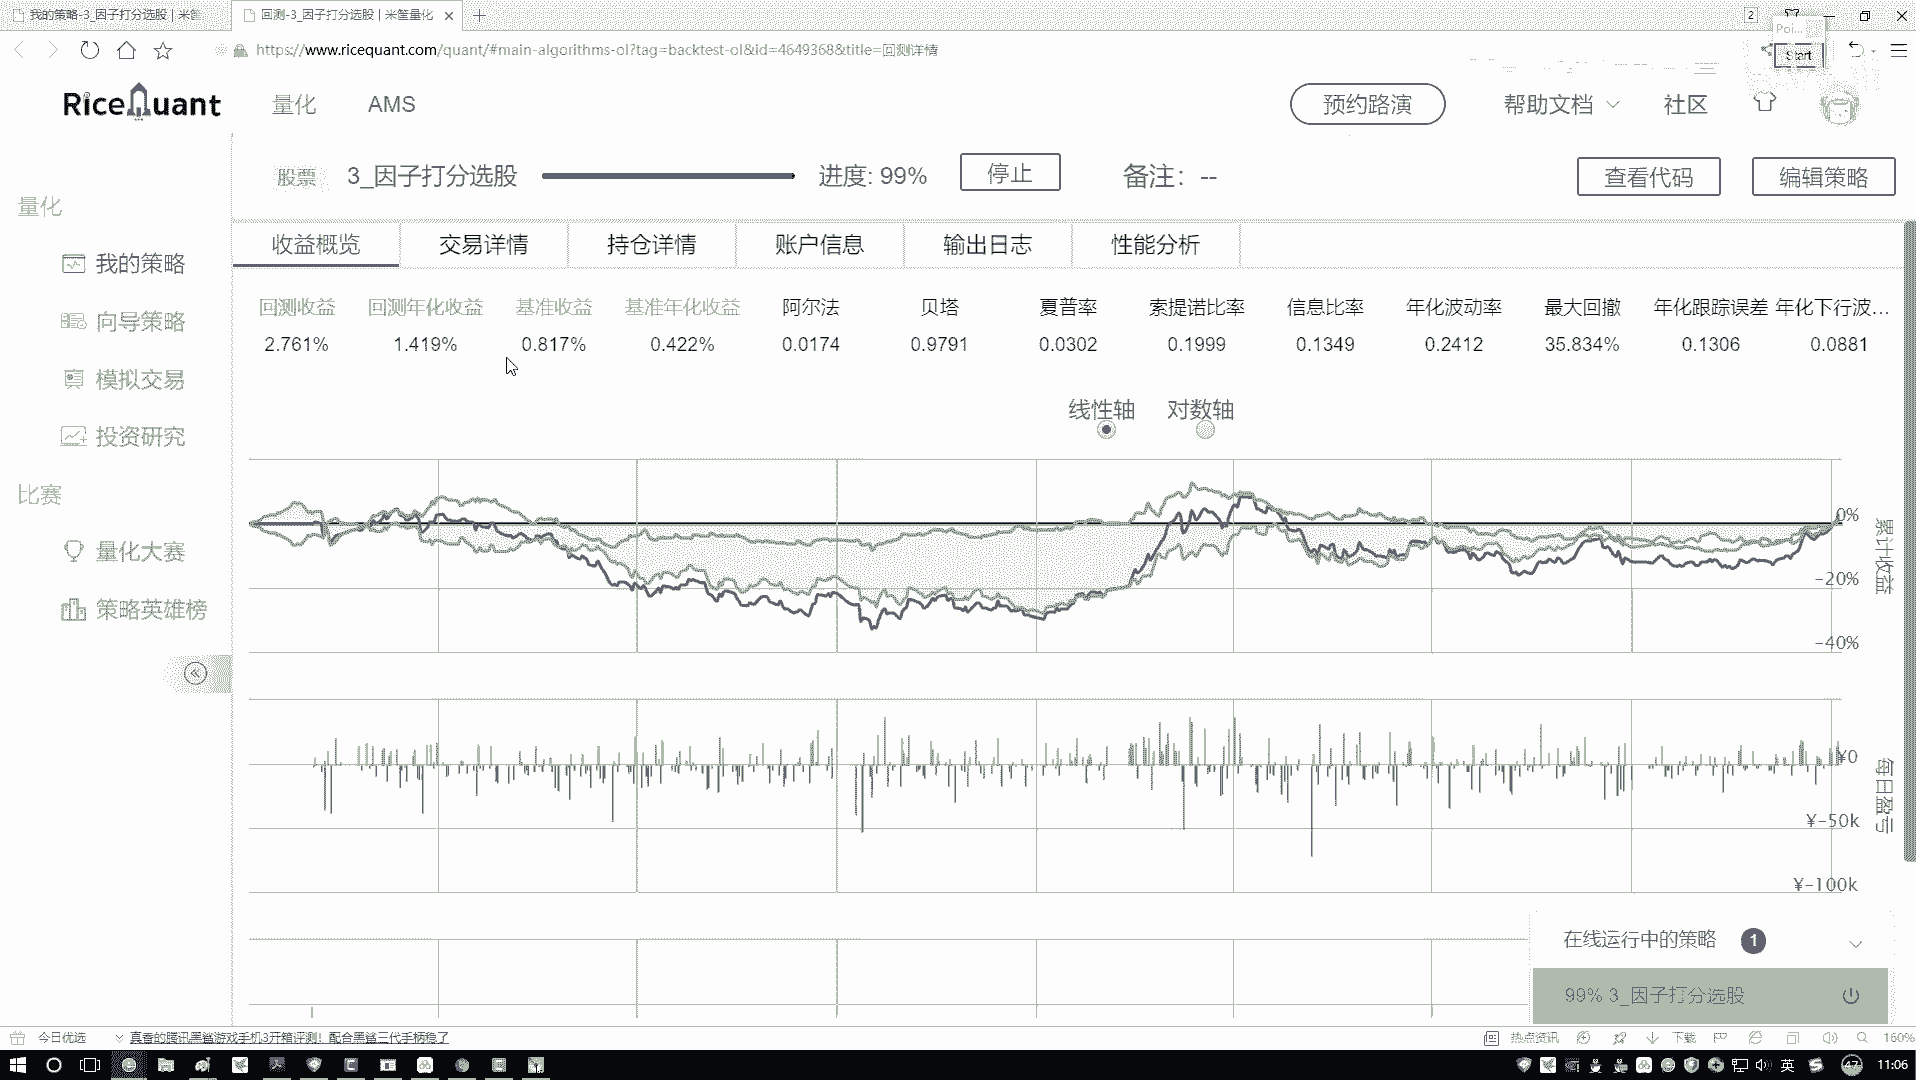 我的策略-3_因子打分选股 | 米筐
回测-3_因子打分选股 | 米筐量化
2
Poi...
https://www.ricequant.com/quant/#main-algorithms-ol?tag=backtest-ol&id=4649368&title=回测详情
Start
RiceQuant
量化
AMS
预约路演
帮助文档
社区
股票
3_因子打分选股
进度: 99%
停止
备注: --
查看代码
编辑策略
量化
我的策略
向导策略
模拟交易
投资研究
比赛
量化大赛
策略英雄榜
收益概览
交易详情
持仓详情
账户信息
输出日志
性能分析
回测收益 回测年化收益 基准收益 基准年化收益 阿尔法 贝塔 夏普率 索提诺比率 信息比率 年化波动率 最大回撤 年化跟踪误差 年化下行波...
2.761% 1.419% 0.817% 0.422% 0.0174 0.9791 0.0302 0.1999 0.1349 0.2412 35.834% 0.1306 0.0881
线性轴 对数轴
0%
-20%
-40%
累计收益
¥0
¥-50k
¥-100k
每日盈亏
在线运行中的策略 1
99% 3_因子打分选股
今日优选
真香的腾讯黑鲨游戏手机3开箱评测！配合黑鲨三代手柄稳了
热点资讯
下载
160%
英
47
11:06